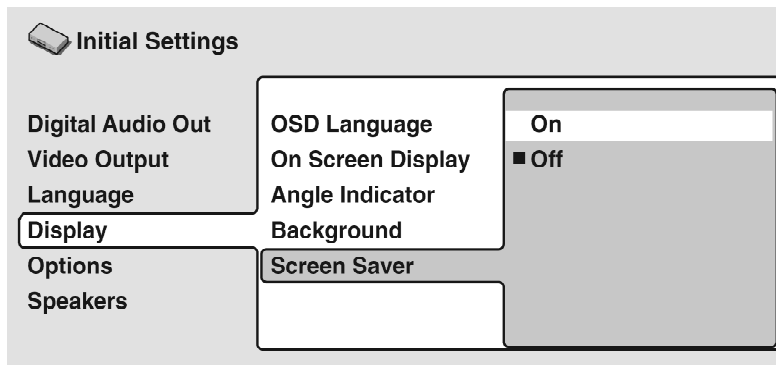 Initial Settings
Digital Audio Out
Video Output
Language
Display
Options
Speakers
OSD Language
On Screen Display
Angle Indicator
Background
Screen Saver
On
Off